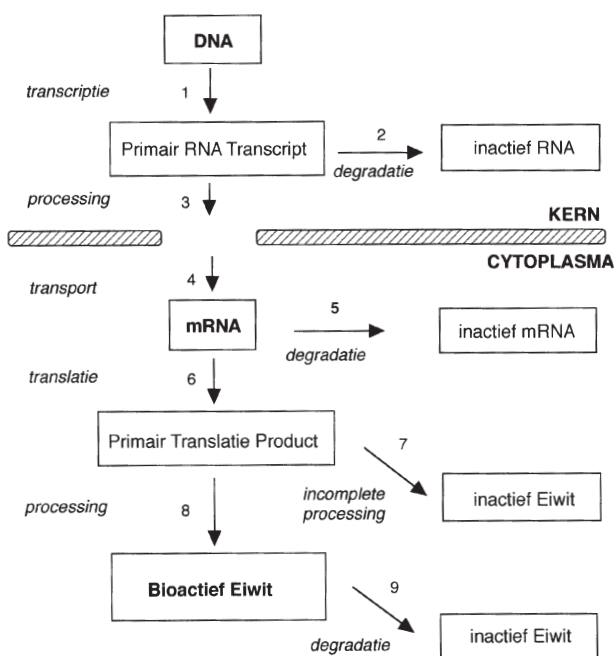 DNA
transcriptie 1
Primair RNA Transcript 2 inactief RNA
degradatie
processing 3
KERN
CYTOPLASMA
transport 4
mRNA 5 inactief mRNA
degradatie
translatie 6
Primair Translatie Product 7
incomplete
processing
inactief Eiwit
processing 8
Bioactief Eiwit 9
degradatie
inactief Eiwit